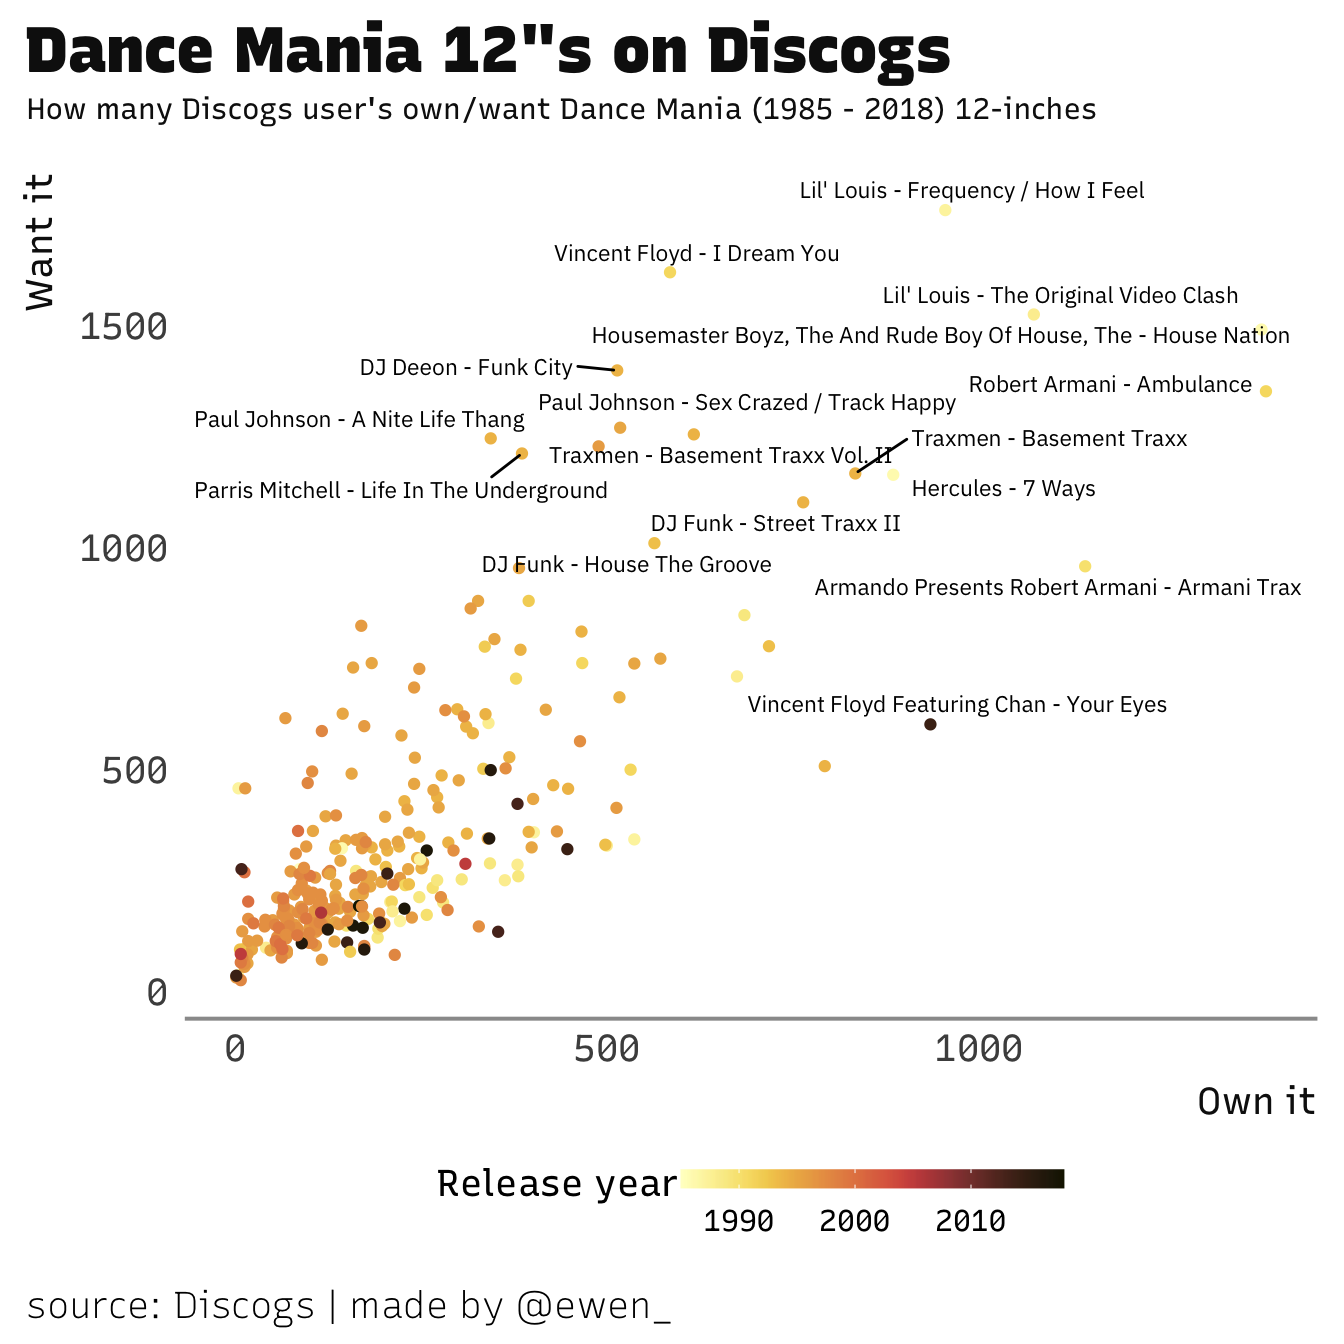 Dance Mania 12"s on Discogs
How many Discogs user's own/want Dance Mania (1985 - 2018) 12-inches
Want it
Lil' Louis - Frequency / How I Feel
Vincent Floyd - I Dream You
Lil' Louis - The Original Video Clash
1500
Housemaster Boyz, The And Rude Boy Of House, The - House Nation
DJ Deeon - Funk City
Robert Armani - Ambulance
Paul Johnson - Sex Crazed / Track Happy
Paul Johnson - A Nite Life Thang
Traxmen - Basement Traxx
Traxmen - Basement Traxx Vol. II
Parris Mitchell - Life In The Underground
Hercules - 7 Ways
DJ Funk - Street Traxx II
1000
DJ Funk - House The Groove
Armando Presents Robert Armani - Armani Trax
Vincent Floyd Featuring Chan - Your Eyes
500
0
0 500 1000
Own it
Release year
1990 2000 2010
source: Discogs | made by @ewen_